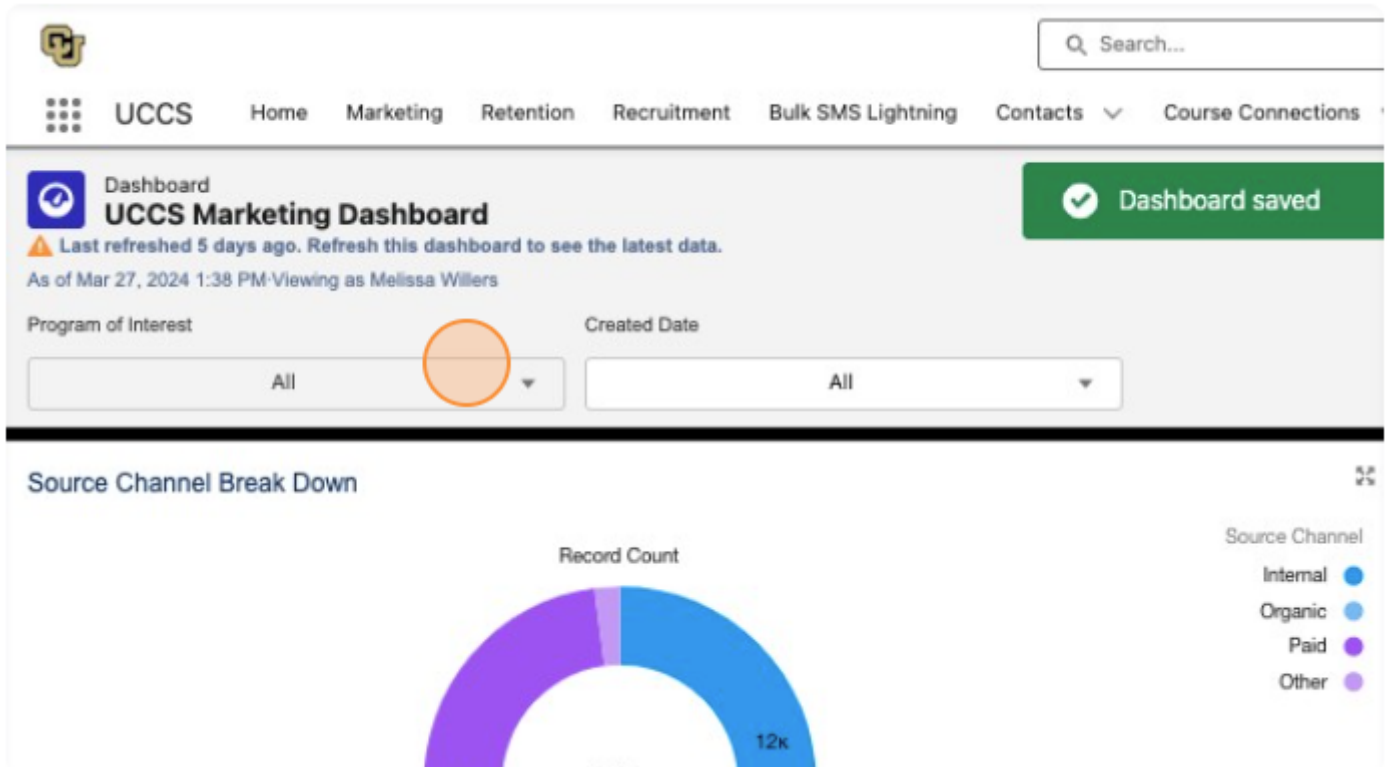 CU
Search...
UCCS Home Marketing Retention Recruitment Bulk SMS Lightning Contacts Course Connections
Dashboard
UCCS Marketing Dashboard
Dashboard saved
Last refreshed 5 days ago. Refresh this dashboard to see the latest data.
As of Mar 27, 2024 1:38 PM·Viewing as Melissa Willers
Program of Interest Created Date
All All
Source Channel Break Down
Record Count
Source Channel
Internal
Organic
Paid
Other
12K